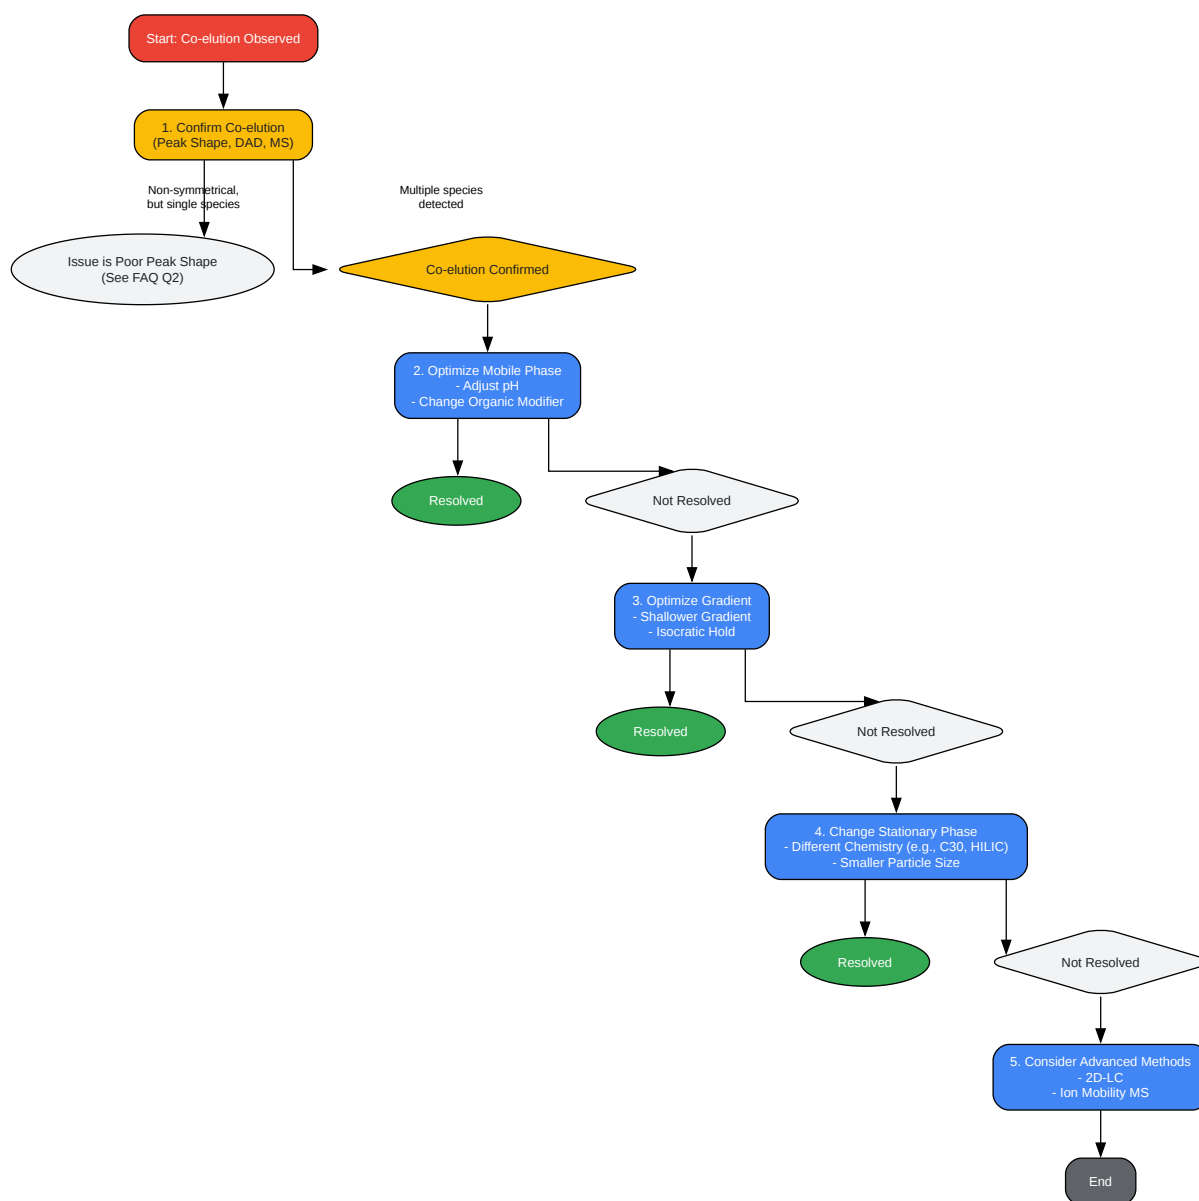 Start: Co-elution Observed
1. Confirm Co-elution
(Peak Shape, DAD, MS)
Non-symmetrical,
but single species
Multiple species
detected
Issue is Poor Peak Shape
(See FAQ Q2)
Co-elution Confirmed
2. Optimize Mobile Phase
- Adjust pH
- Change Organic Modifier
Resolved
Not Resolved
3. Optimize Gradient
- Shallower Gradient
- Isocratic Hold
Resolved
Not Resolved
4. Change Stationary Phase
- Different Chemistry (e.g., C30, HILIC)
- Smaller Particle Size
Resolved
Not Resolved
5. Consider Advanced Methods
- 2D-LC
- Ion Mobility MS
End